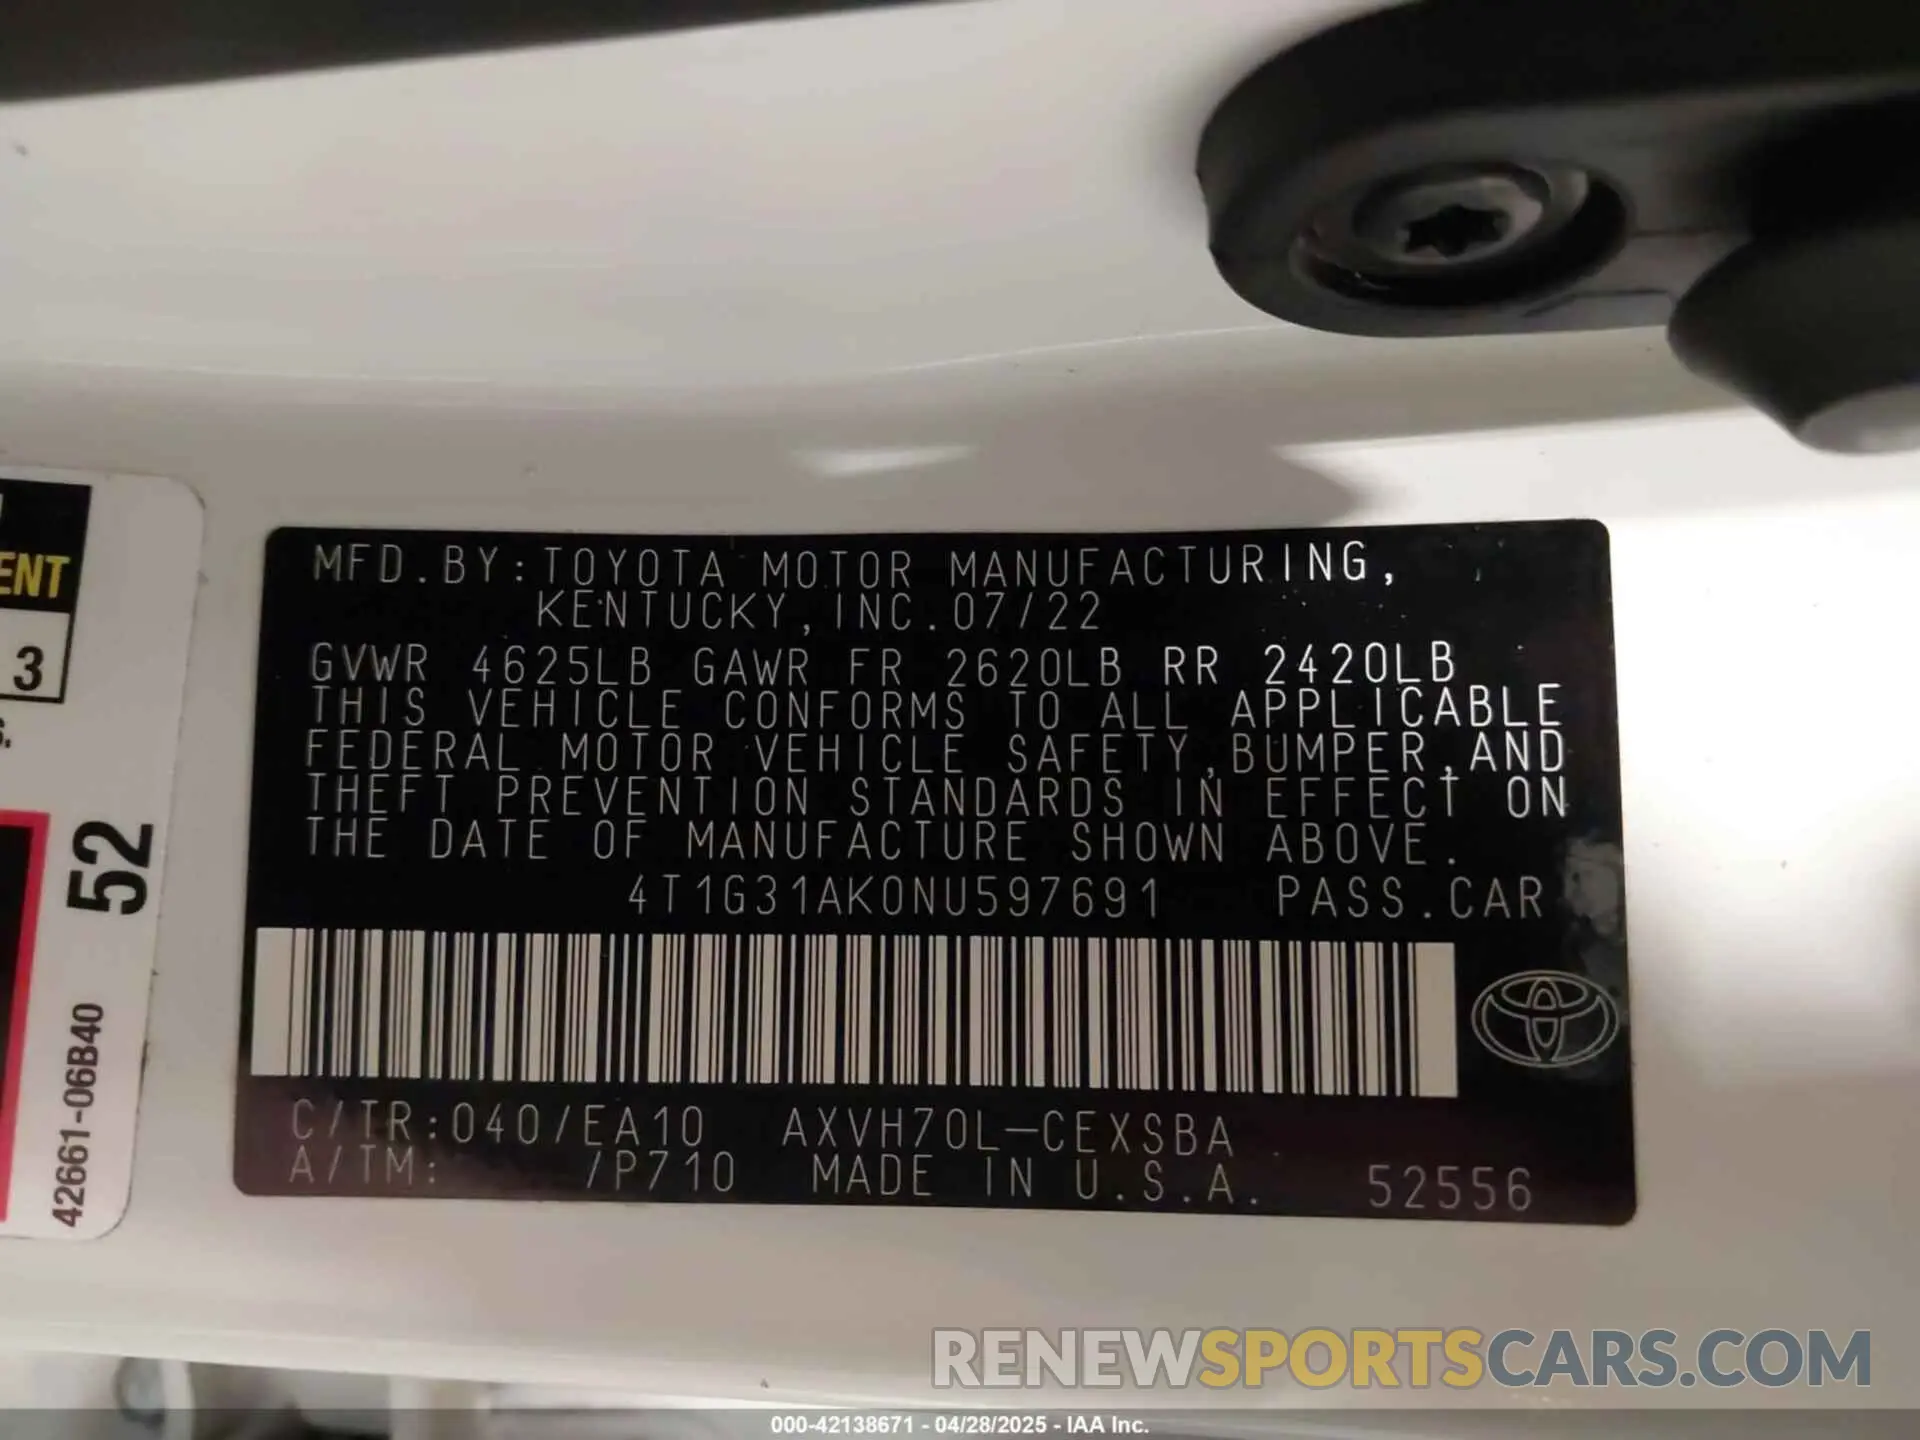 MFD.BY:TOYOTA MOTOR MANUFACTURING,
KENTUCKY,INC.07/22
GVWR 4625LB GAWR FR 2620LB RR 2420LB
THIS VEHICLE CONFORMS TO ALL APPLICABLE
FEDERAL MOTOR VEHICLE SAFETY,BUMPER,AND
THEFT PREVENTION STANDARDS IN EFFECT ON
THE DATE OF MANUFACTURE SHOWN ABOVE.
4T1G31AK0NU597691 PASS.CAR
C/TR:040/EA10 AXVH70L-CEXSBA
A/TM: /P710 MADE IN U.S.A. 52556
ENT
3
52
42661-06B40
RENEWSPORTSCARS.COM
000-42138671 - 04/28/2025 - IAA Inc.